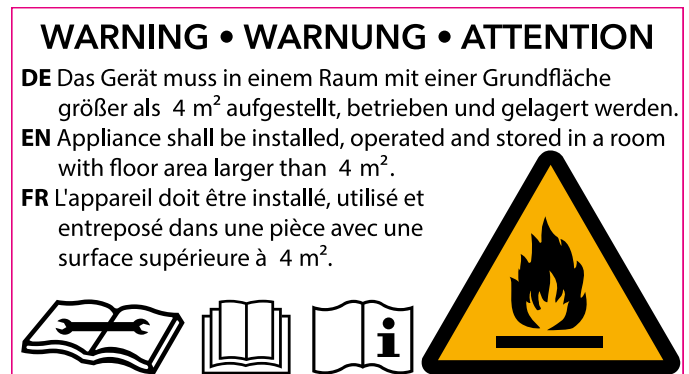 WARNING • WARNUNG • ATTENTION
DE Das Gerät muss in einem Raum mit einer Grundfläche
größer als 4 m² aufgestellt, betrieben und gelagert werden.
EN Appliance shall be installed, operated and stored in a room
with floor area larger than 4 m².
FR L'appareil doit être installé, utilisé et
entreposé dans une pièce avec une
surface supérieure à 4 m².
i